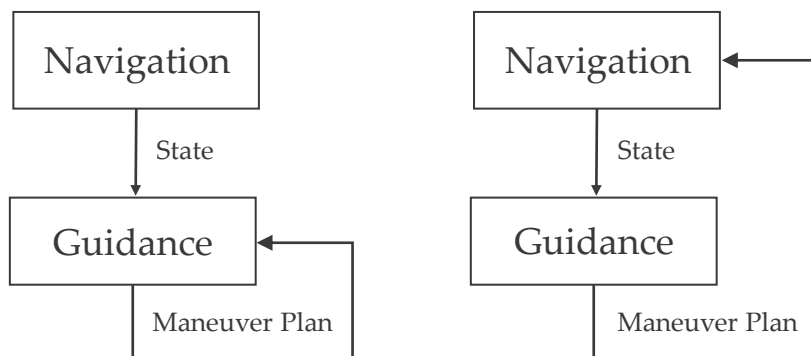 Navigation
State
Guidance
Maneuver Plan
Navigation
State
Guidance
Maneuver Plan